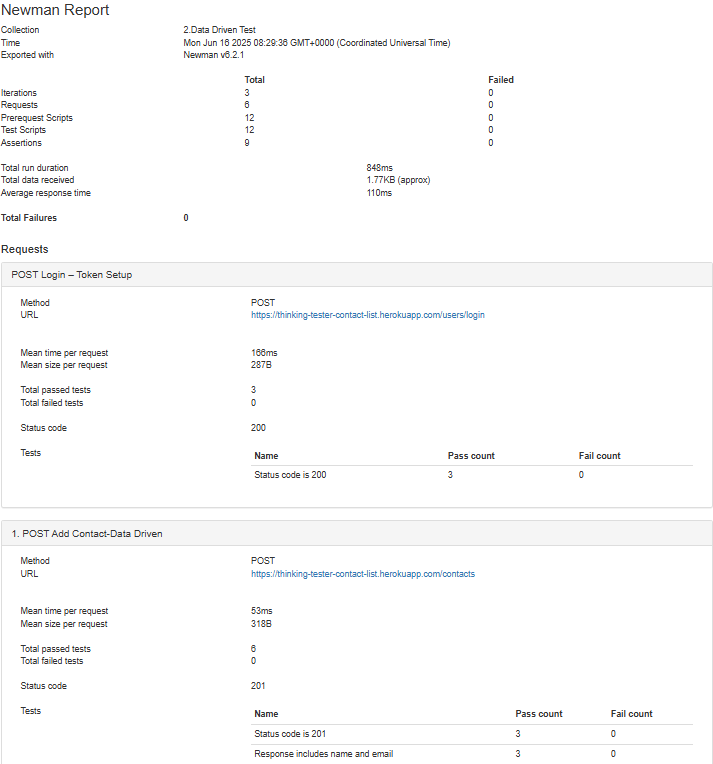 Newman Report
Collection 2.Data Driven Test
Time Mon Jun 16 2025 08:29:36 GMT+0000 (Coordinated Universal Time)
Exported with Newman v6.2.1
Total Failed
Iterations 3 0
Requests 6 0
Prerequest Scripts 12 0
Test Scripts 12 0
Assertions 9 0
Total run duration 848ms
Total data received 1.77KB (approx)
Average response time 110ms
Total Failures 0
Requests
POST Login – Token Setup
Method POST
URL https://thinking-tester-contact-list.herokuapp.com/users/login
Mean time per request 166ms
Mean size per request 287B
Total passed tests 3
Total failed tests 0
Status code 200
Tests Name Pass count Fail count
Status code is 200 3 0
1. POST Add Contact-Data Driven
Method POST
URL https://thinking-tester-contact-list.herokuapp.com/contacts
Mean time per request 53ms
Mean size per request 318B
Total passed tests 6
Total failed tests 0
Status code 201
Tests Name Pass count Fail count
Status code is 201 3 0
Response includes name and email 3 0